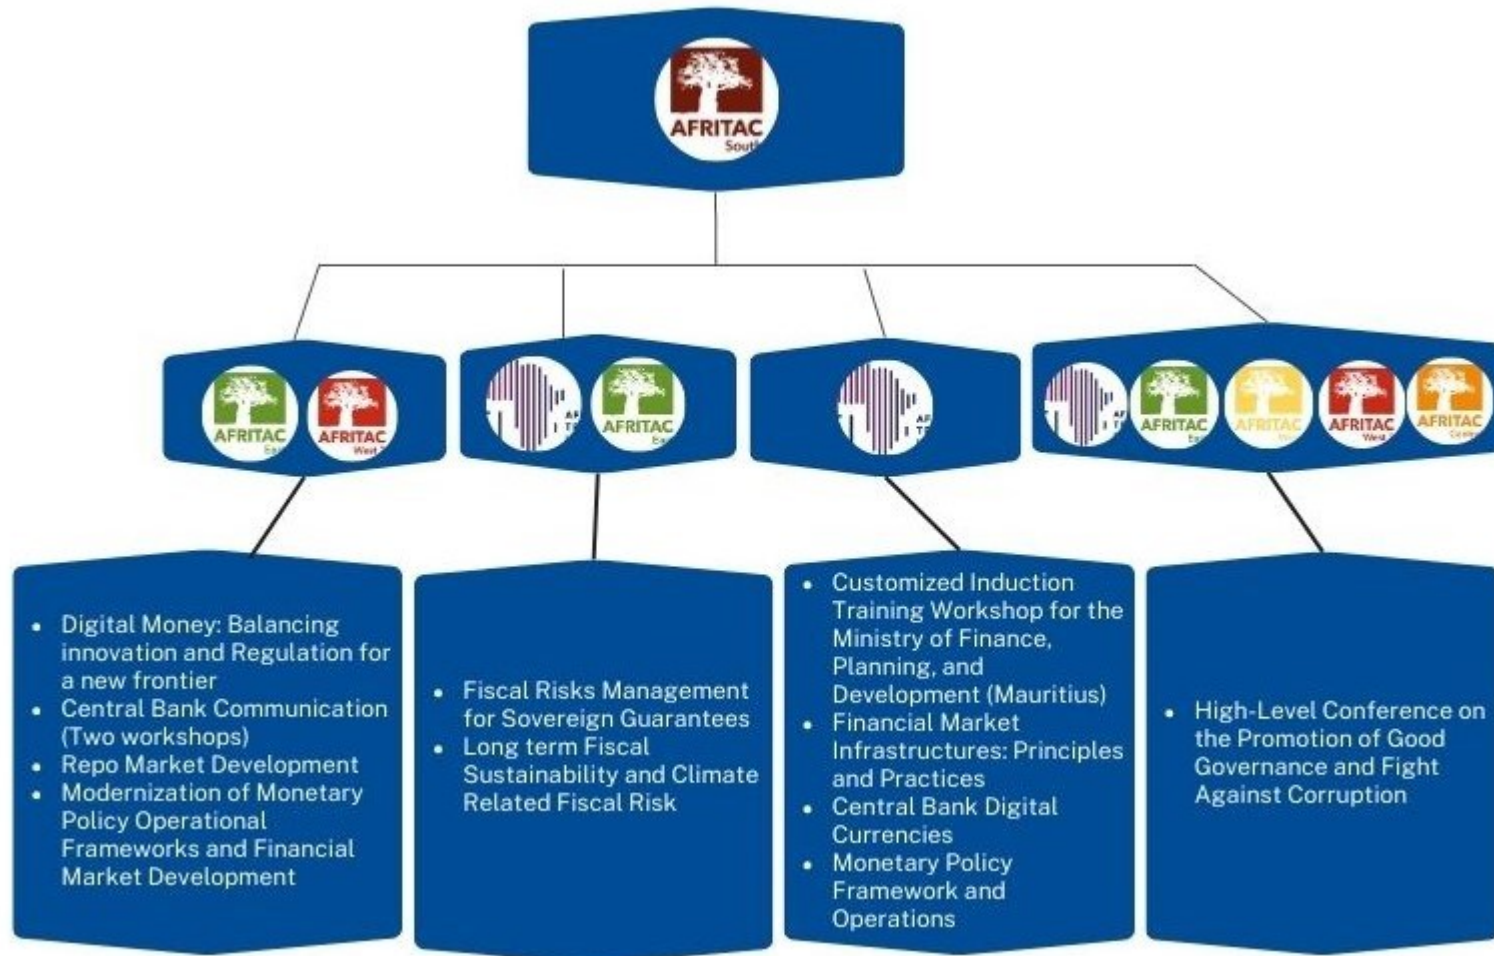 AFRITAC
South
AFRITAC
AFRITAC
West
AFRITAC
AFRITAC
AFRITAC
AFRITAC
West
AFRITAC
• Digital Money: Balancing
innovation and Regulation for
a new frontier
• Central Bank Communication
(Two workshops)
• Repo Market Development
• Modernization of Monetary
Policy Operational
Frameworks and Financial
Market Development
• Fiscal Risks Management
for Sovereign Guarantees
• Long term Fiscal
Sustainability and Climate
Related Fiscal Risk
• Customized Induction
Training Workshop for the
Ministry of Finance,
Planning, and
Development (Mauritius)
• Financial Market
Infrastructures: Principles
and Practices
• Central Bank Digital
Currencies
• Monetary Policy
Framework and
Operations
• High-Level Conference on
the Promotion of Good
Governance and Fight
Against Corruption